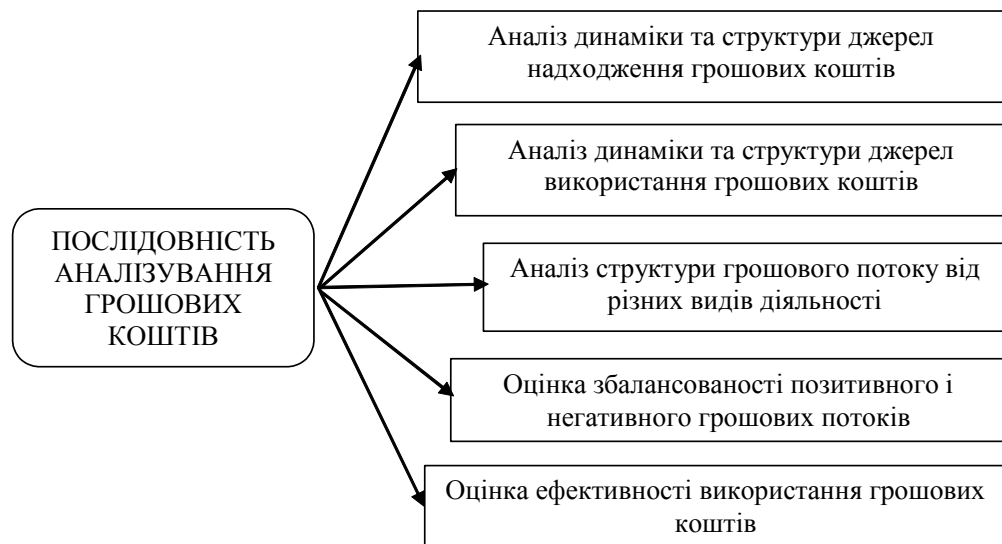 Аналіз динаміки та структури джерел
надходження грошових коштів
Аналіз динаміки та структури джерел
використання грошових коштів
ПОСЛІДОВНІСТЬ
АНАЛІЗУВАННЯ
ГРОШОВИХ
КОШТІВ
Аналіз структури грошового потоку від
різних видів діяльності
Оцінка збалансованості позитивного і
негативного грошових потоків
Оцінка ефективності використання грошових
коштів